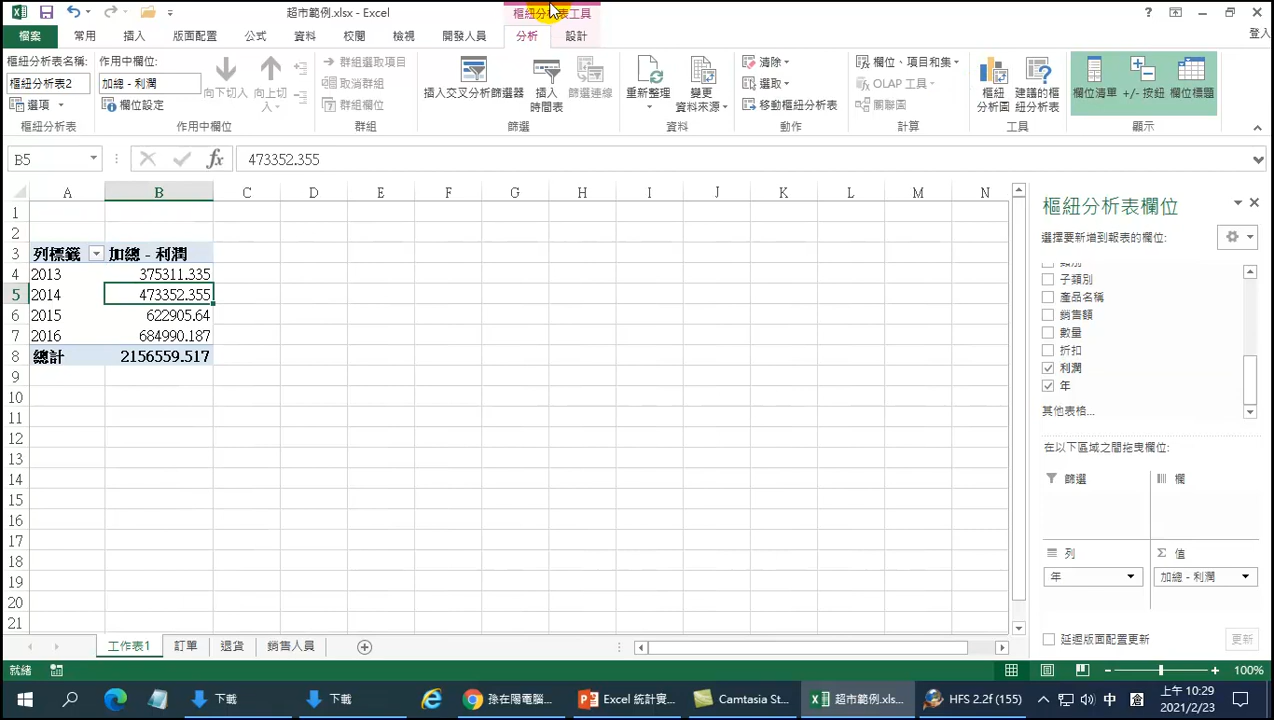 超市範例.xlsx - Excel
樞紐分析表工具
?
檔案 常用 插入 版面配置 公式 資料 校閱 檢視 開發人員 分析 設計 登入
樞紐分析表名稱: 作用中欄位:
樞紐分析表2 加總 - 利潤
選項 欄位設定
樞紐分析表
向下切入 向上切入
作用中欄位
群組選取項目
取消群組
群組欄位
群組
插入交叉分析篩選器 插入時間表 篩選連線
篩選
重新整理 變更資料來源
資料
清除
選取
移動樞紐分析表
動作
欄位、項目和集
OLAP 工具
關聯圖
計算
樞紐分析圖 建議的樞紐分析表
工具
欄位清單 +/- 按鈕 欄位標題
顯示
B5 fx 473352.355
A B C D E F G H I J K L M N
1
2
3 列標籤 加總 - 利潤
4 2013 375311.335
5 2014 473352.355
6 2015 622905.64
7 2016 684990.187
8 總計 2156559.517
9
10
11
12
13
14
15
16
17
18
19
20
21
樞紐分析表欄位
選擇要新增到報表的欄位:
類別
子類別
產品名稱
銷售額
數量
折扣
利潤
年
其他表格...
在以下區域之間拖曳欄位:
篩選 欄
列 Σ 值
年 加總 - 利潤
延遲版面配置更新 更新
工作表1 訂單 退貨 銷售人員
就緒 100%
下載 下載 孫在陽電腦... Excel 統計實... Camtasia St... 超市範例.xls... HFS 2.2f (155) 中 上午 10:29
2021/2/23